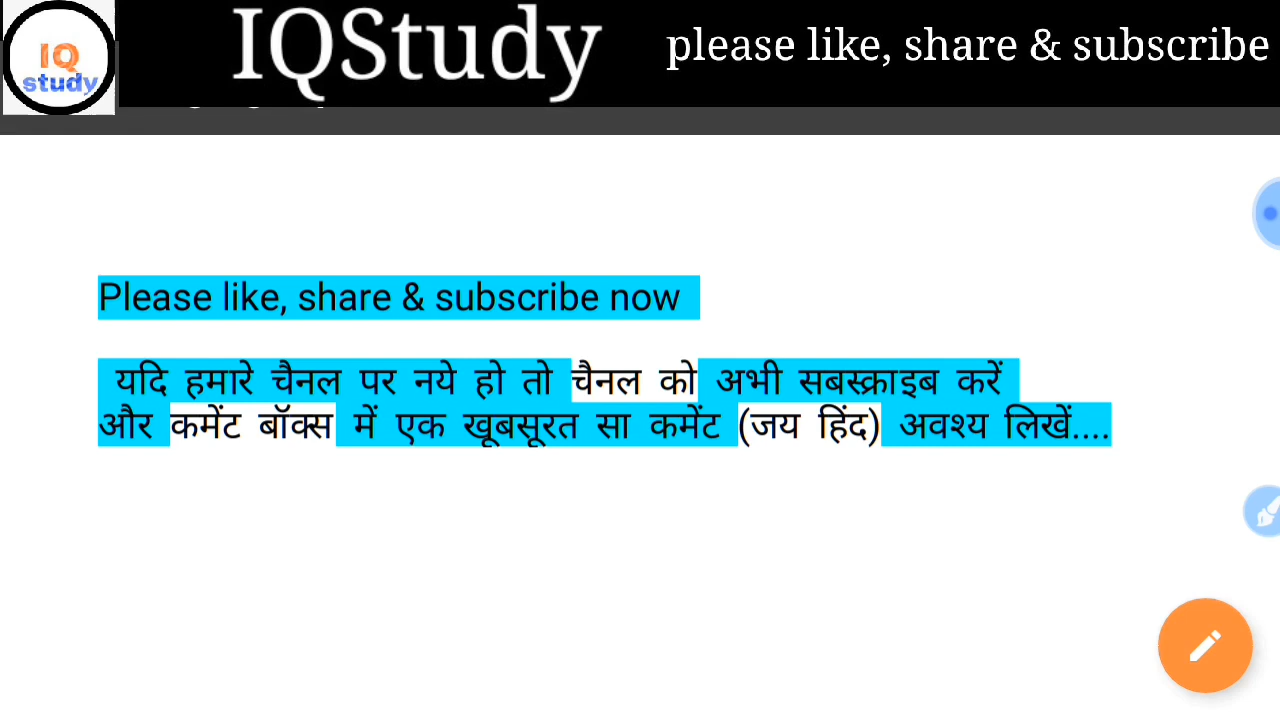 IQ
study
IQStudy
please like, share & subscribe
Please like, share & subscribe now
यदि हमारे चैनल पर नये हो तो चैनल को अभी सबस्क्राइब करें
और कमेंट बॉक्स में एक खूबसूरत सा कमेंट (जय हिंद) अवश्य लिखें....